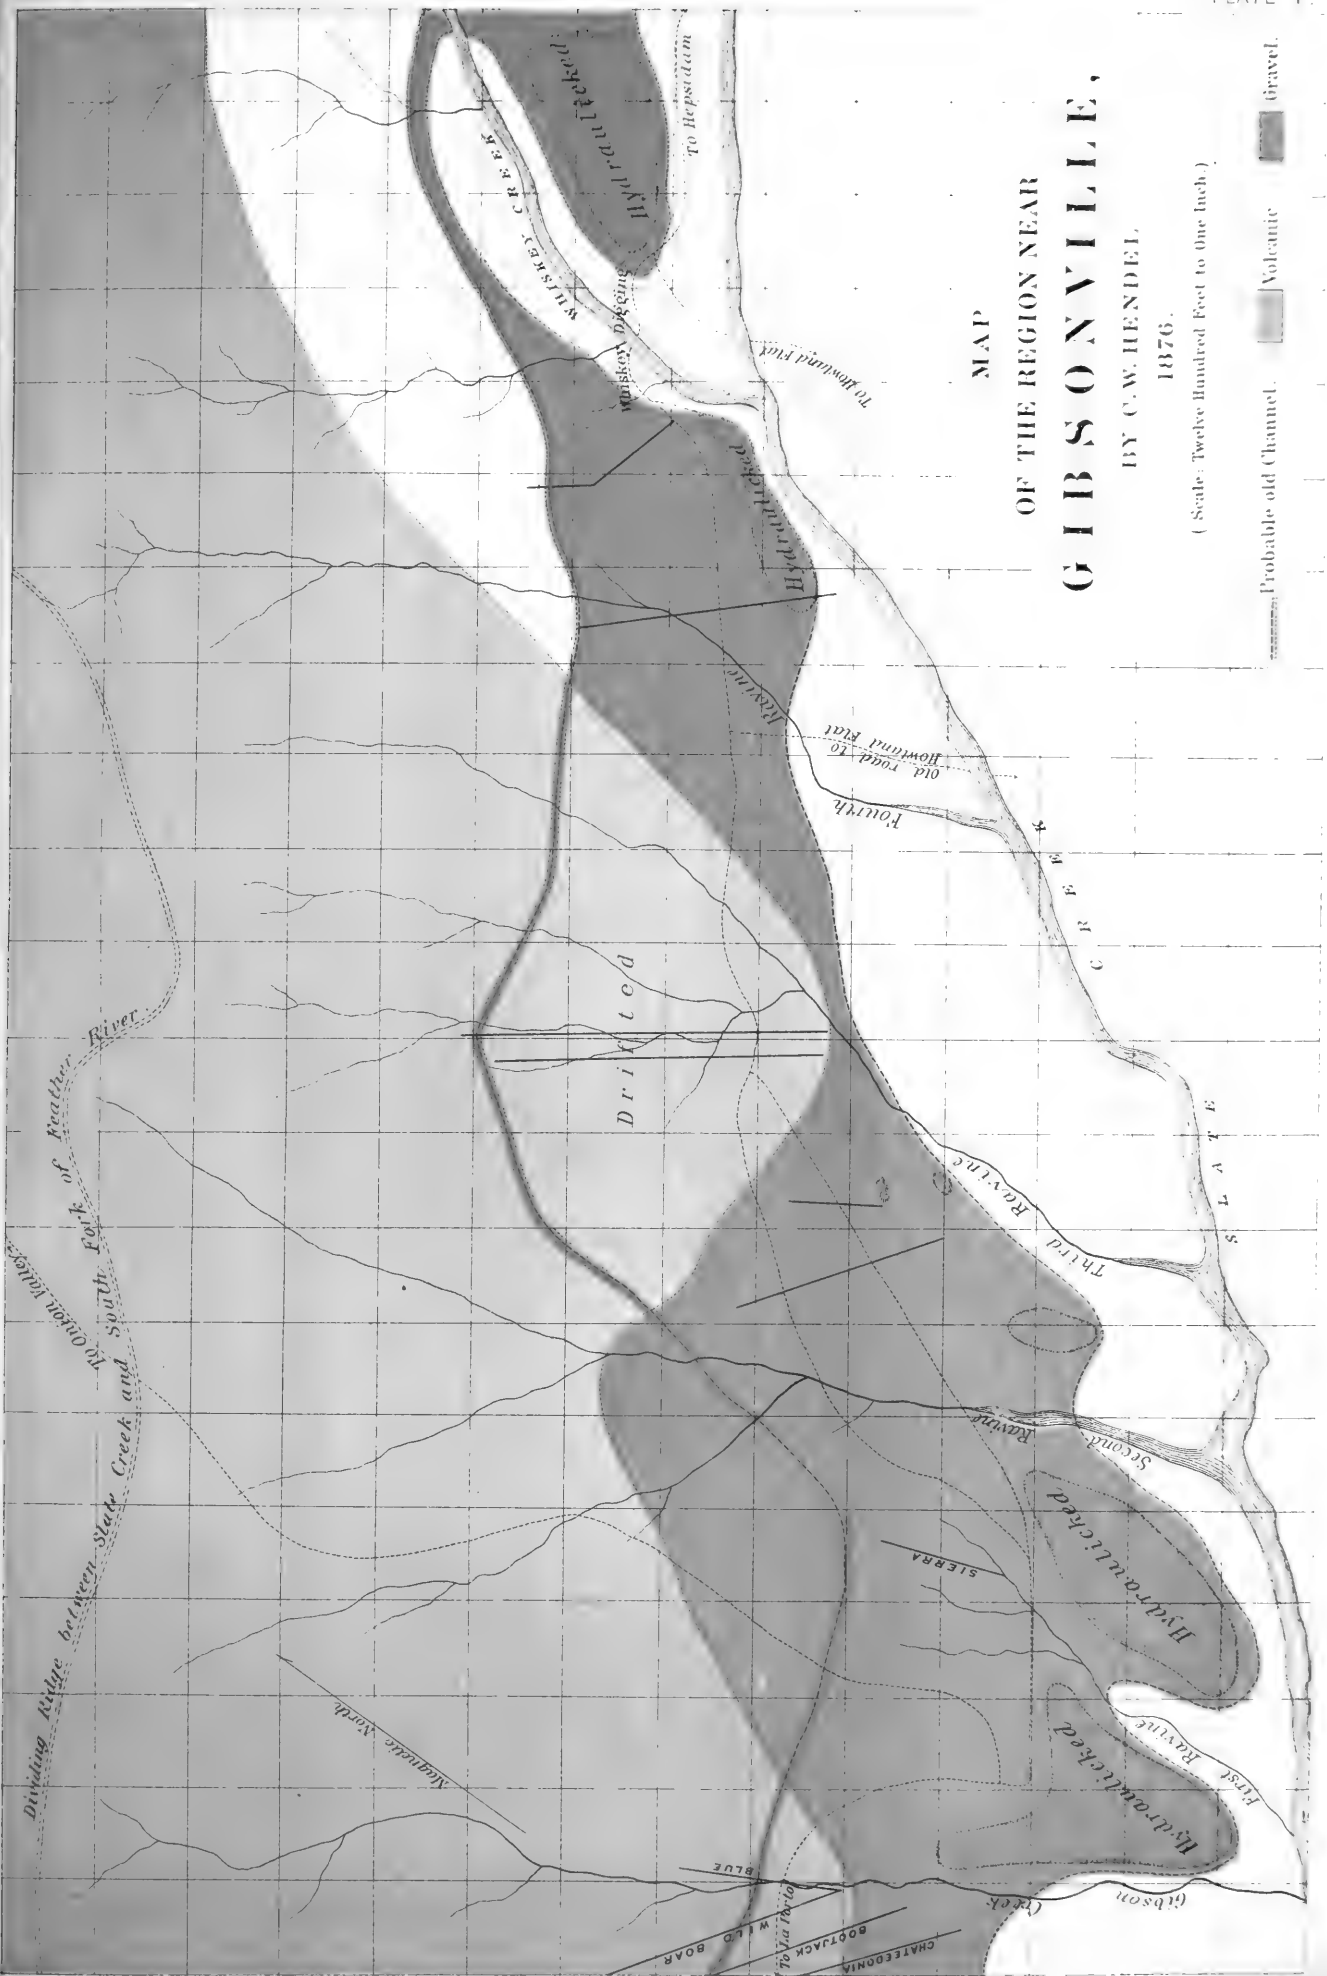 PLATE
MAP
OF THE REGION NEAR
GIBSONVILLE,
BY C. W. HENDEL
1876.
( Scale: Twelve Hundred Feet to One Inch.)
Probable old Channel.
Volcanic
Gravel.
Dividing Ridge between Slate Creek and South Fork of Feather River
To Onion Valley
Magnetic North
Drifted
WHISKEY CREEK
Hydraulicked
To Hepsidam
Whiskey Digging
To Howland Flat
Hydraulicked
Fourth Ravine
old road to
Howland Flat
SLATE CREEK
Third Ravine
Second Ravine
Hydraulicked
SIERRA
First Ravine
Hydraulicked
Gibson Creek
BLUE
WILD BOAR
To La Porte
BOOTJACK
CHATEEDONIA